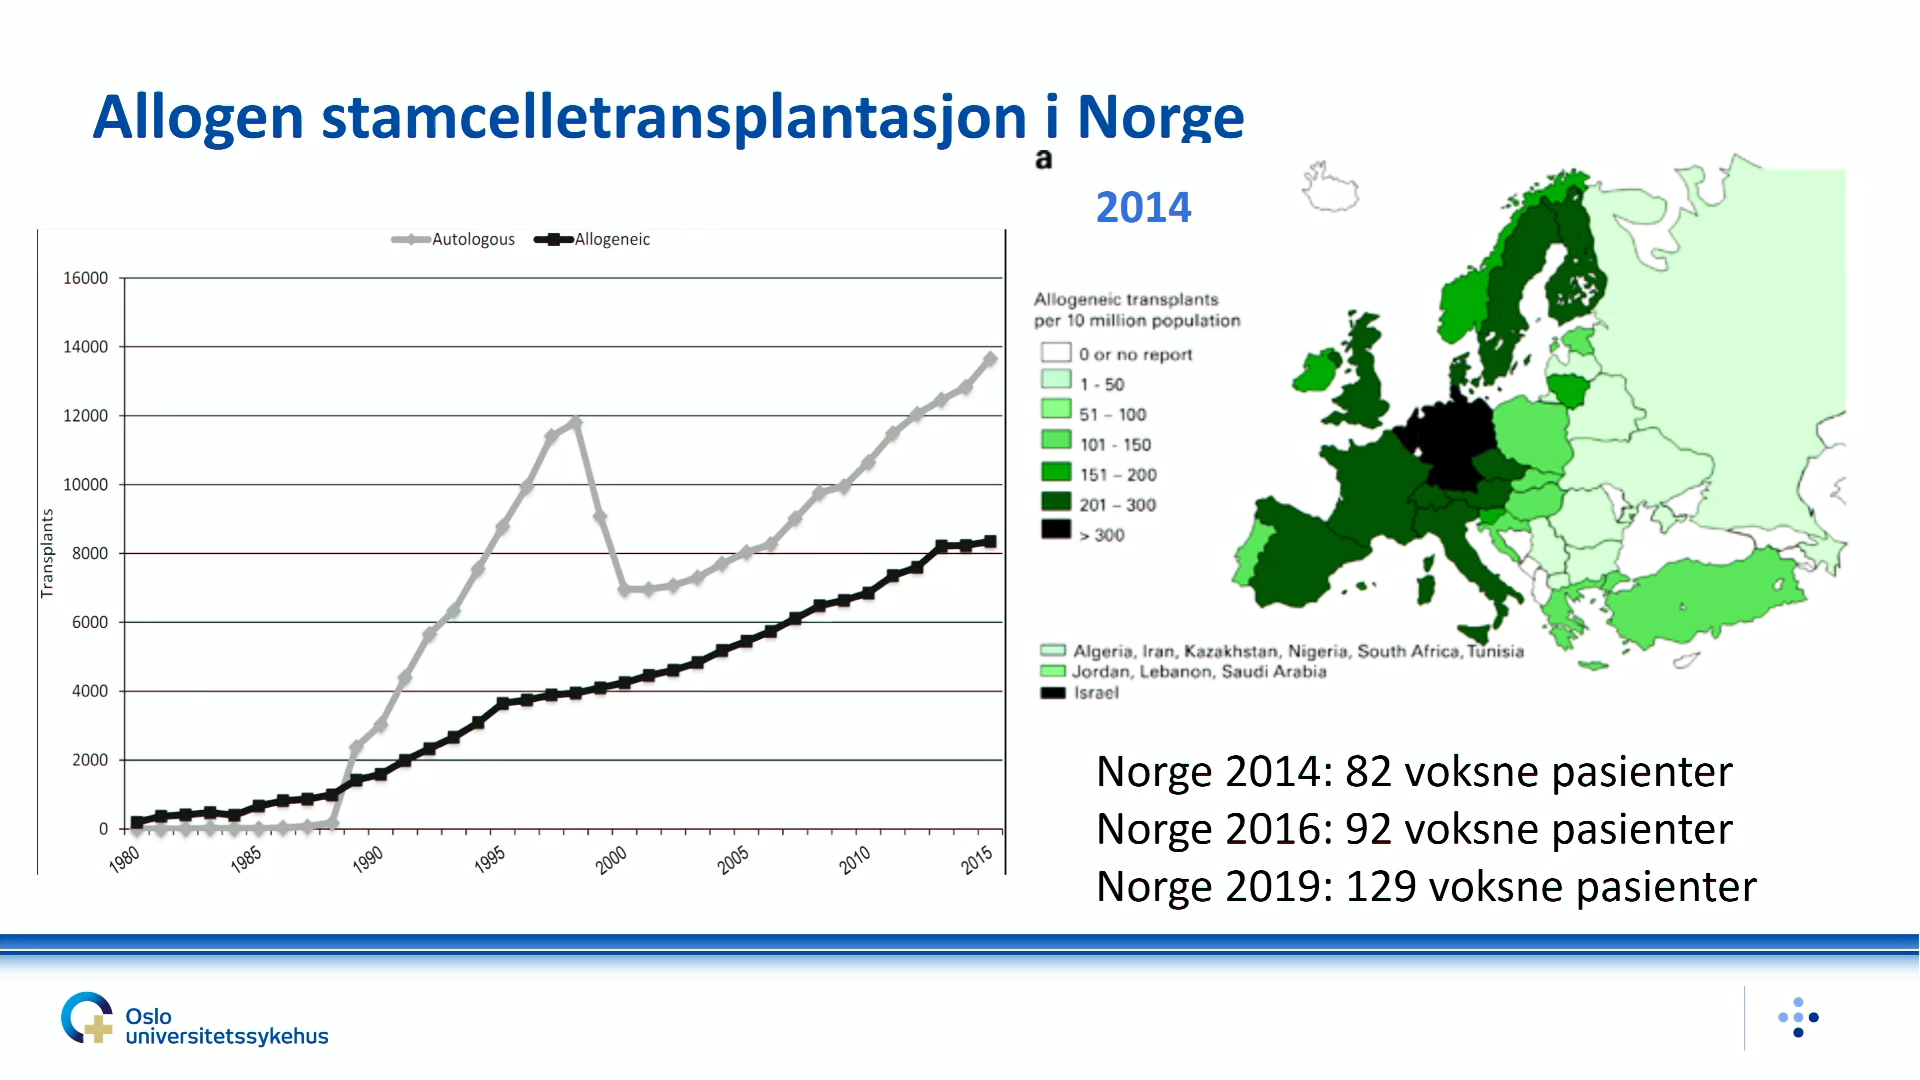 Allogen stamcelletransplantasjon i Norge
a
2014
Autologous
Allogeneic
16000
14000
12000
10000
8000
6000
4000
2000
0
Transplants
1980
1985
1990
1995
2000
2005
2010
2015
Allogeneic transplants
per 10 million population
0 or no report
1 - 50
51 – 100
101 - 150
151 – 200
201 – 300
> 300
Algeria, Iran, Kazakhstan, Nigeria, South Africa, Tunisia
Jordan, Lebanon, Saudi Arabia
Israel
Norge 2014: 82 voksne pasienter
Norge 2016: 92 voksne pasienter
Norge 2019: 129 voksne pasienter
Oslo
universitetssykehus